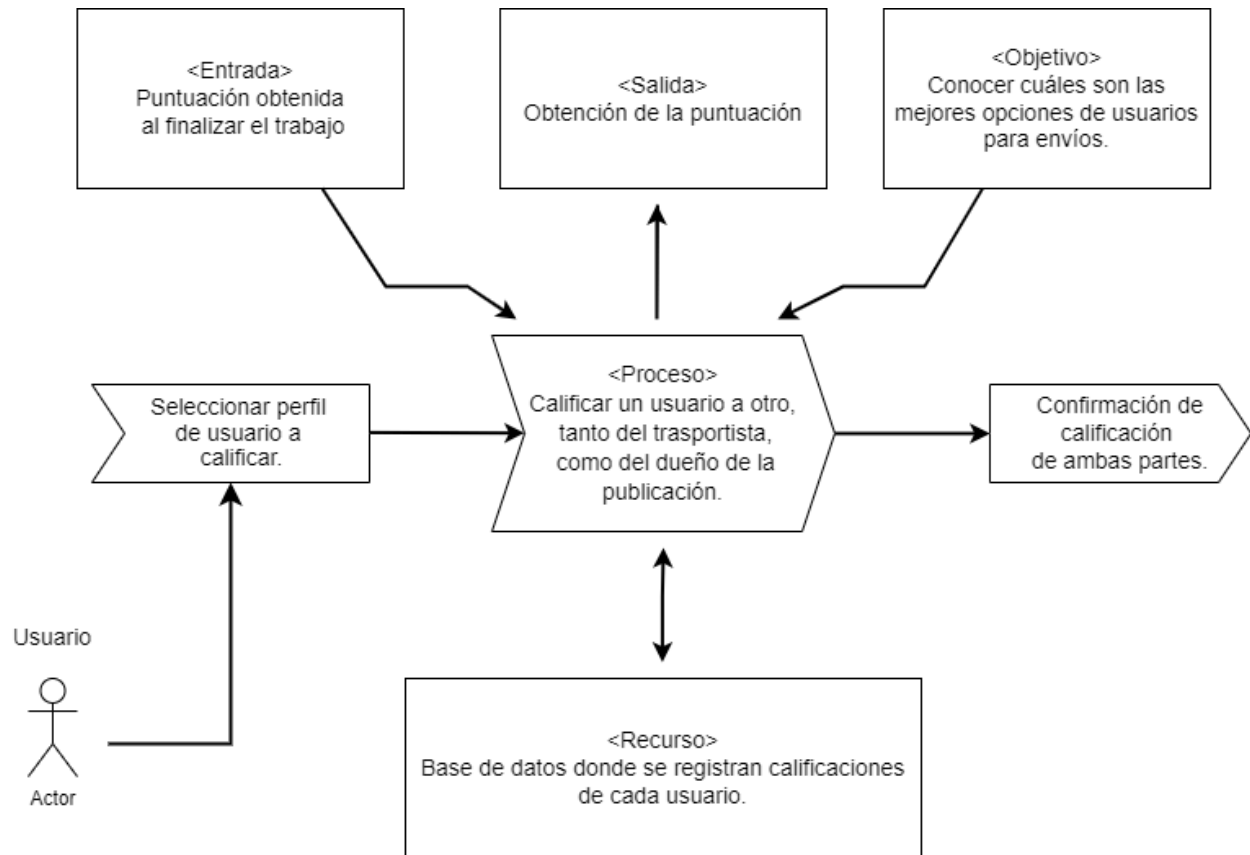 <Entrada>
Puntuación obtenida
al finalizar el trabajo
<Salida>
Obtención de la puntuación
<Objetivo>
Conocer cuáles son las
mejores opciones de usuarios
para envíos.
Seleccionar perfil
de usuario a
calificar.
<Proceso>
Calificar un usuario a otro,
tanto del trasportista,
como del dueño de la
publicación.
Confirmación de
calificación
de ambas partes.
Usuario
Actor
<Recurso>
Base de datos donde se registran calificaciones
de cada usuario.